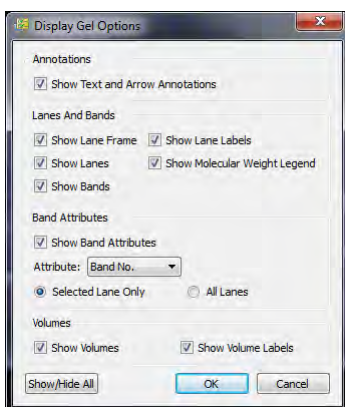 Display Gel Options
Annotations
Show Text and Arrow Annotations
Lanes And Bands
Show Lane Frame Show Lane Labels
Show Lanes Show Molecular Weight Legend
Show Bands
Band Attributes
Show Band Attributes
Attribute: Band No.
Selected Lane Only All Lanes
Volumes
Show Volumes Show Volume Labels
Show/Hide All OK Cancel